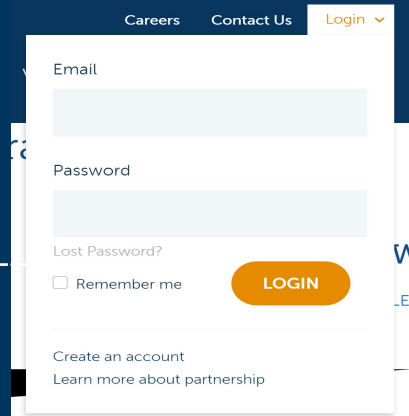 Careers Contact Us Login
Email
Password
Lost Password?
Remember me LOGIN
Create an account
Learn more about partnership